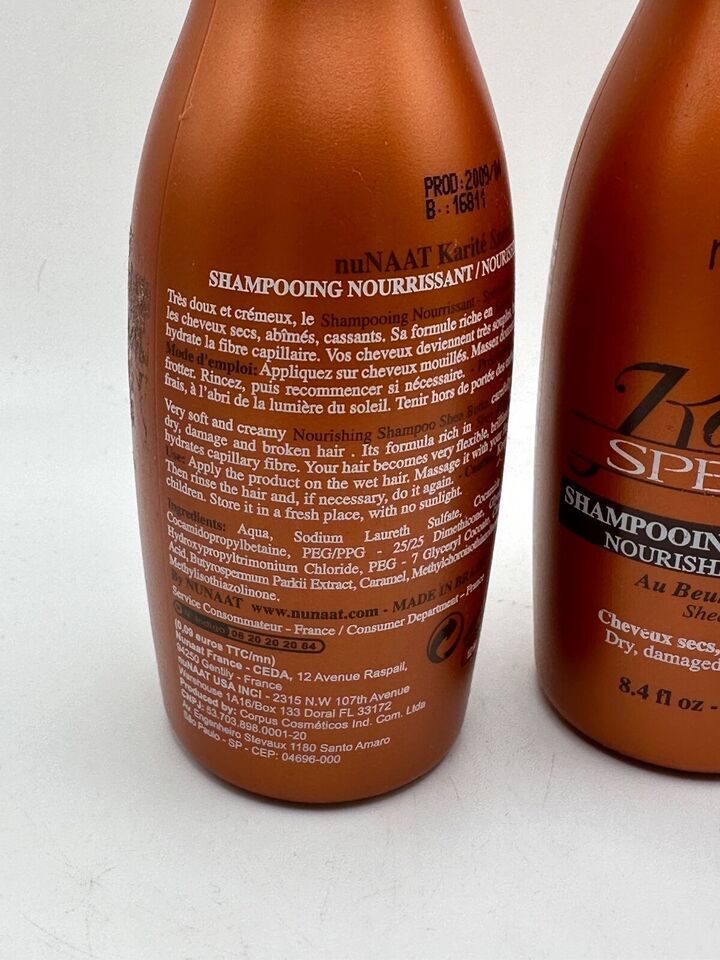 PROD:2009/04
B.:16811
nuNAAT Karité
SHAMPOOING NOURRISSANT / NOURISH
Très doux et crémeux, le Shampooing Nourrissant -
les cheveux secs, abîmés, cassants. Sa formule riche en
hydrate la fibre capillaire. Vos cheveux deviennent très souples,
Mode d'emploi: Appliquez sur cheveux mouillés. Massez
frotter. Rincez, puis recommencer si nécessaire.
frais, à l'abri de la lumière du soleil. Tenir hors de portée des
Very soft and creamy Nourishing Shampoo Shea Butter
dry, damage and broken hair . Its formula rich in
hydrates capillary fibre. Your hair becomes very flexible,
Use: Apply the product on the wet hair. Massage it with your
Then rinse the hair and, if necessary, do it again.
children. Store it in a fresh place, with no sunlight.
Ingredients: Aqua, Sodium Laureth Sulfate,
Cocamidopropylbetaine, PEG/PPG - 25/25 Dimethicone,
Hydroxypropyltrimonium Chloride, PEG - 7 Glyceryl Cocoate,
Acid, Butyrospermum Parkii Extract, Caramel,
Methylisothiazolinone.
By NUNAAT www.nunaat.com - MADE IN
Service Consommateur - France / Consumer Department - France
08 20 20 20 84
(0,09 euros TTC/mn)
Nunaat France - CEDA, 12 Avenue Raspail,
94250 Gentily - France
nuNAAT USA INCI - 2315 N.W 107th Avenue
Warehouse 1A16/Box 133 Doral FL 33172
Produced by: Corpus Cosméticos Ind. Com. Ltda
CNPJ: 53.703.898.0001-20
Av Engenheiro Stevaux 1180 Santo Amaro
São Paulo - SP - CEP: 04696-000
SPE
SHAMPOOIN
NOURISH
Au Beur
Shea
Cheveux secs,
Dry, damaged
8.4 fl oz -